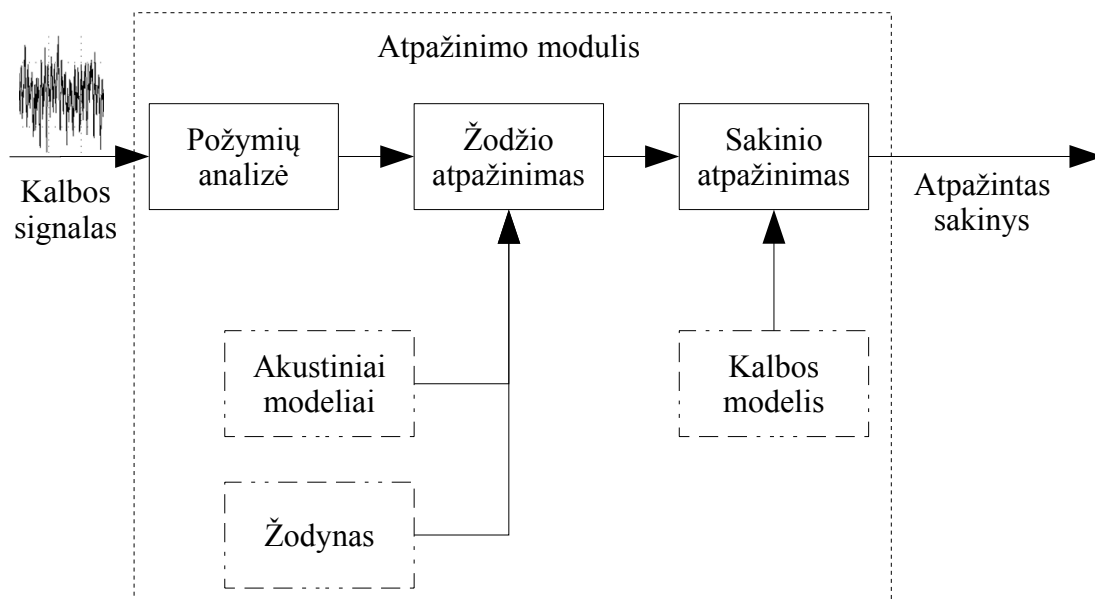 Atpažinimo modulis
Kalbos
signalas
Požymių
analizė
Žodžio
atpažinimas
Sakinio
atpažinimas
Atpažintas
sakinys
Akustiniai
modeliai
Kalbos
modelis
Žodynas